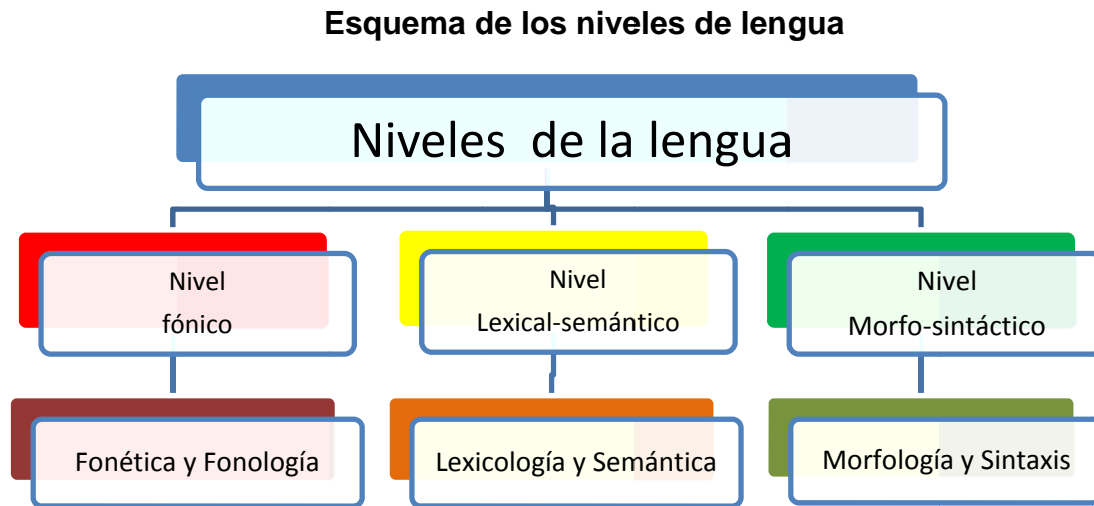 Esquema de los niveles de lengua
Niveles de la lengua
Nivel
fónico
Nivel
Lexical-semántico
Nivel
Morfo-sintáctico
Fonética y Fonología
Lexicología y Semántica
Morfología y Sintaxis